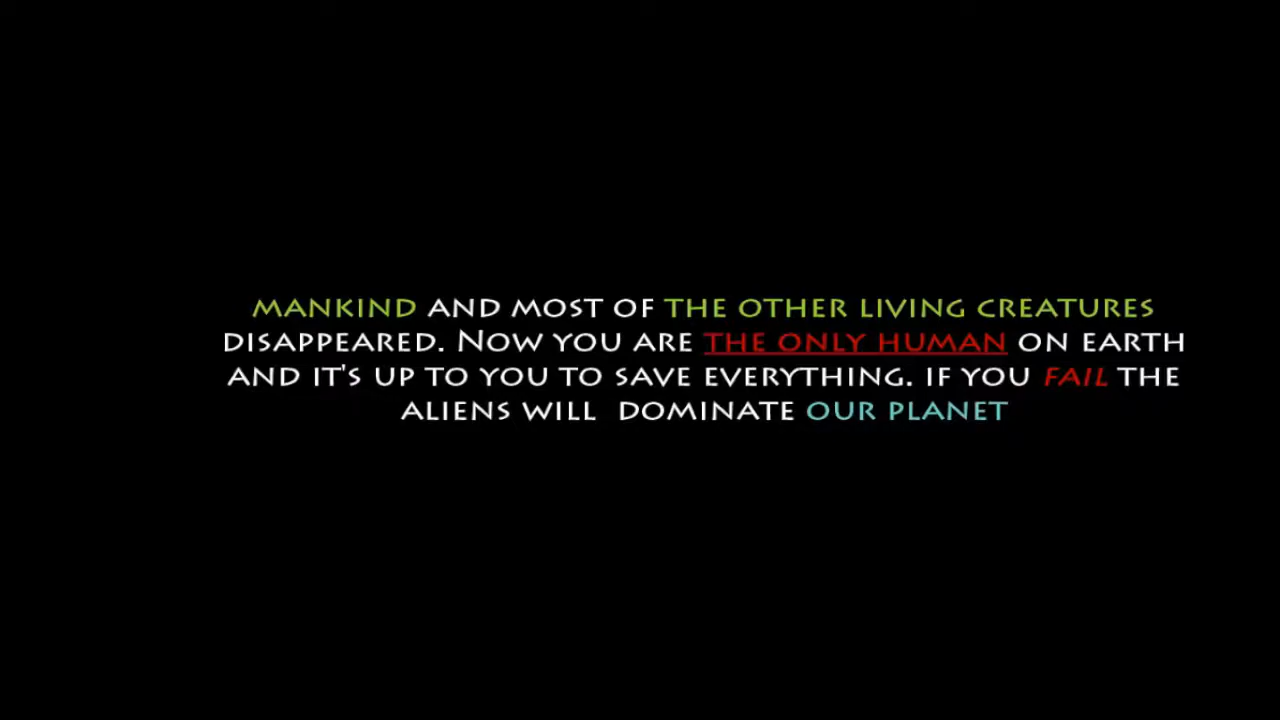 MANKIND AND MOST OF THE OTHER LIVING CREATURES
DISAPPEARED. NOW YOU ARE THE ONLY HUMAN ON EARTH
AND IT'S UP TO YOU TO SAVE EVERYTHING. IF YOU FAIL THE
ALIENS WILL  DOMINATE OUR PLANET